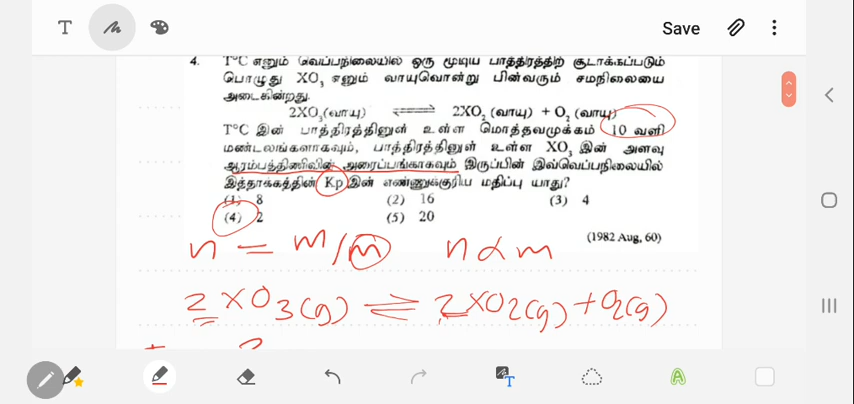 Save
4. T°C எனும் வெப்பநிலையில் ஒரு மூடிய பாத்திரத்திற் சூடாக்கப்படும்
பொழுது XO₃ எனும் வாயுவொன்று பின்வரும் சமநிலையை
அடைகின்றது.
2XO₃(வாயு) ⇌ 2XO₂ (வாயு) + O₂ (வாயு)
T°C இன் பாத்திரத்தினுள் உள்ள மொத்தவமுக்கம் 10 வளி
மண்டலங்களாகவும், பாத்திரத்தினுள் உள்ள XO₃ இன் அளவு
ஆரம்பத்தினளவின் அரைப்பங்காகவும் இருப்பின் இவ்வெப்பநிலையில்
இத்தாக்கத்தின் Kp இன் எண்ணுக்குரிய மதிப்பு யாது?
(1) 8 (2) 16 (3) 4
(4) 2 (5) 20
(1982 Aug, 60)
n = m/m n α m
2XO₃(g) ⇌ 2XO₂(g) + O₂(g)